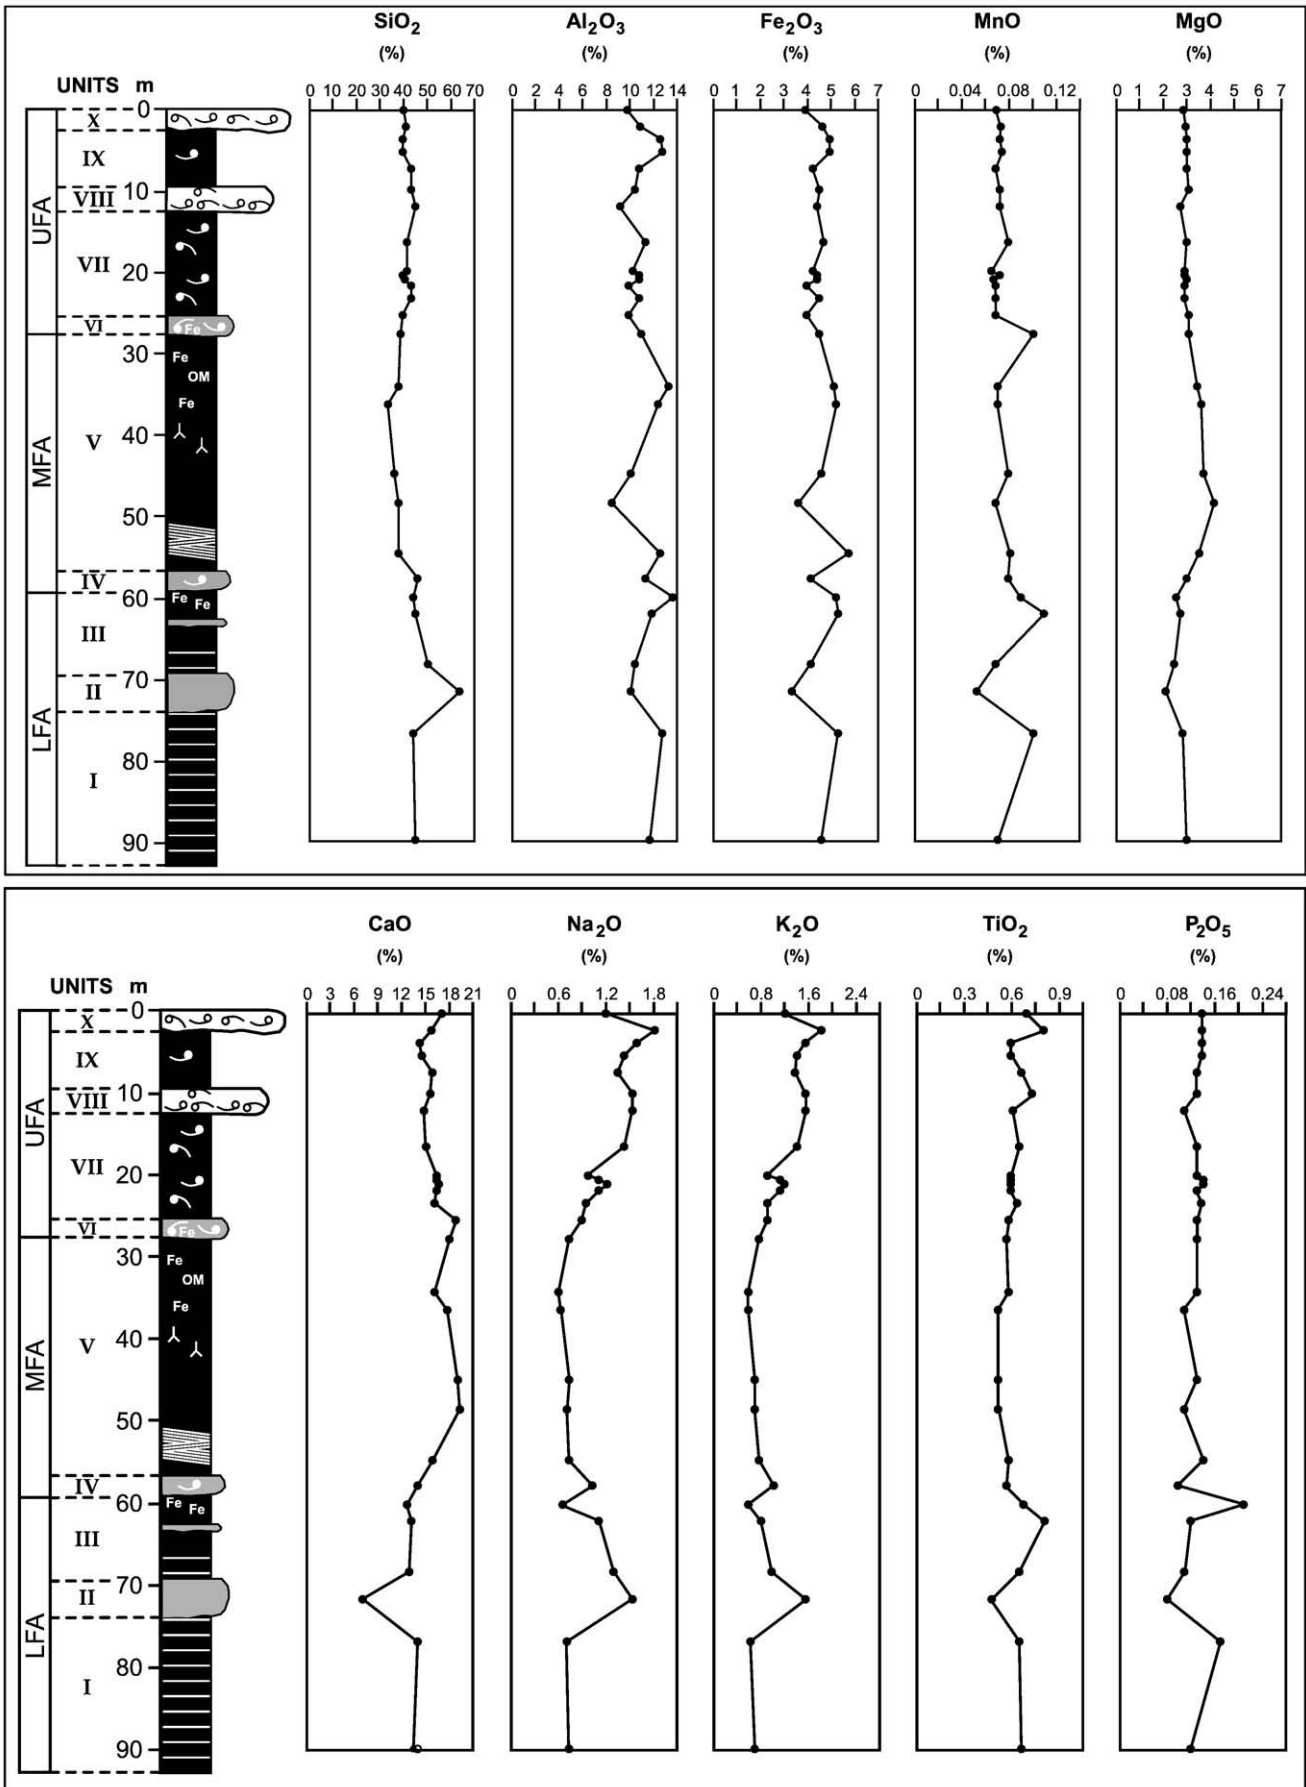 SiO2 Al2O3 Fe2O3 MnO MgO
(%) (%) (%) (%) (%)
UNITS m
0 10 20 30 40 50 60 70 0 2 4 6 8 10 12 14 0 1 2 3 4 5 6 7 0 0.04 0.08 0.12 0 1 2 3 4 5 6 7
0
X
IX
10
VIII
UFA
VII
20
VI
Fe
30
Fe
OM
Fe
40
V
MFA
50
IV
60
Fe Fe
III
70
II
LFA
80
I
90
CaO Na2O K2O TiO2 P2O5
(%) (%) (%) (%) (%)
UNITS m
0 3 6 9 12 15 18 21 0 0.6 1.2 1.8 0 0.8 1.6 2.4 0 0.3 0.6 0.9 0 0.08 0.16 0.24
0
X
IX
10
VIII
UFA
VII
20
VI
Fe
30
Fe
OM
Fe
40
V
MFA
50
IV
60
Fe Fe
III
70
II
LFA
80
I
90